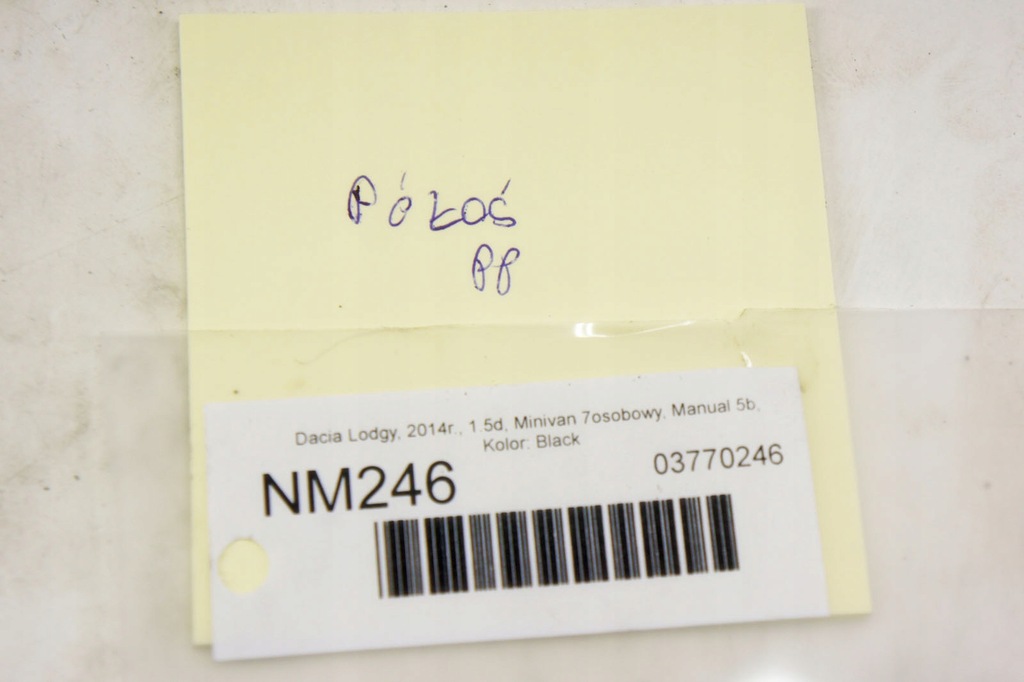 PÓŁOŚ
PP
Dacia Lodgy, 2014r., 1.5d, Minivan 7osobowy, Manual 5b,
Kolor: Black
NM246
03770246